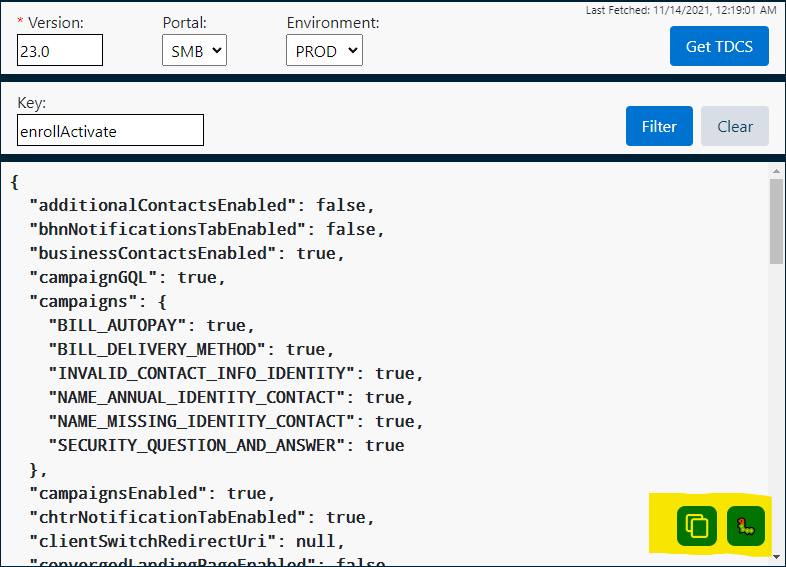 Last Fetched: 11/14/2021, 12:19:01 AM
* Version:
Portal:
Environment:
23.0
SMB
PROD
Get TDCS
Key:
enrollActivate
Filter
Clear
{
"additionalContactsEnabled": false,
"bhnNotificationsTabEnabled": false,
"businessContactsEnabled": true,
"campaignGQL": true,
"campaigns": {
"BILL_AUTOPAY": true,
"BILL_DELIVERY_METHOD": true,
"INVALID_CONTACT_INFO_IDENTITY": true,
"NAME_ANNUAL_IDENTITY_CONTACT": true,
"NAME_MISSING_IDENTITY_CONTACT": true,
"SECURITY_QUESTION_AND_ANSWER": true
},
"campaignsEnabled": true,
"chtrNotificationTabEnabled": true,
"clientSwitchRedirectUri": null,
"convergedLandingPageEnabled": false